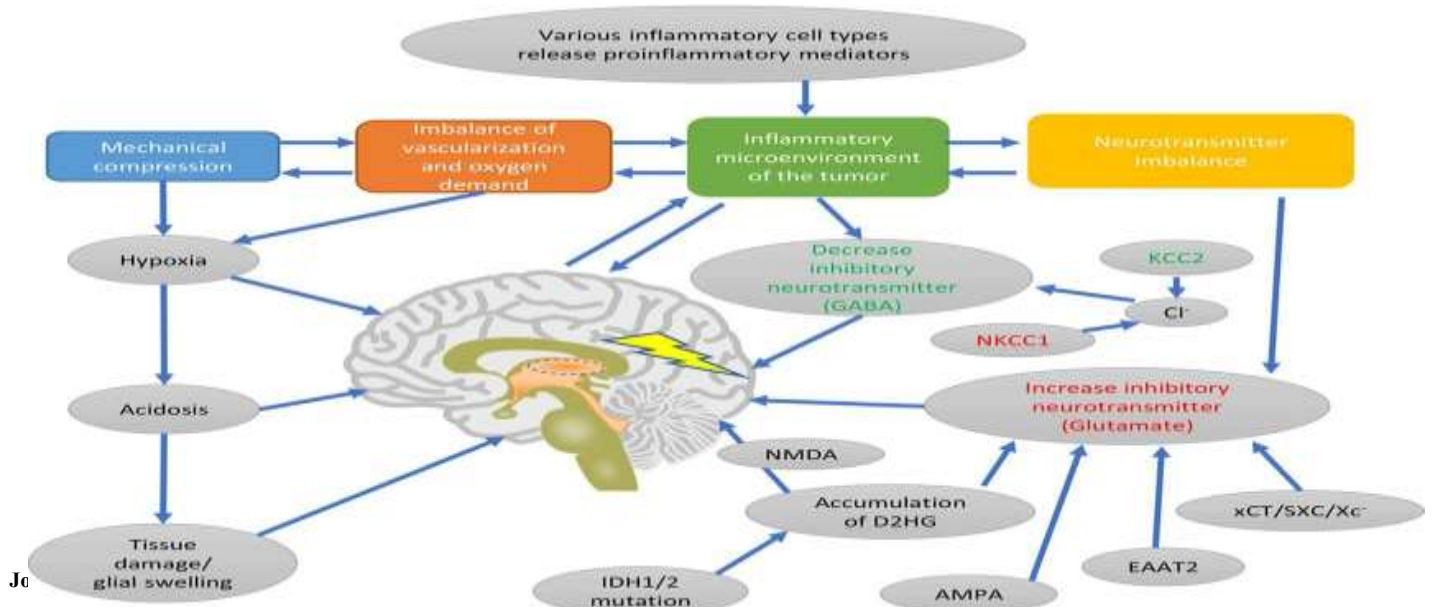 Various inflammatory cell types
release proinflammatory mediators
Mechanical
compression
Imbalance of
vascularization
and oxygen
demand
Inflammatory
microenvironment
of the tumor
Neurotransmitter
imbalance
Hypoxia
Decrease
inhibitory
neurotransmitter
(GABA)
KCC2
Cl-
NKCC1
Acidosis
Increase inhibitory
neurotransmitter
(Glutamate)
NMDA
Accumulation
of D2HG
xCT/SXC/Xc-
Tissue
damage/
glial swelling
EAAT2
IDH1/2
mutation
AMPA